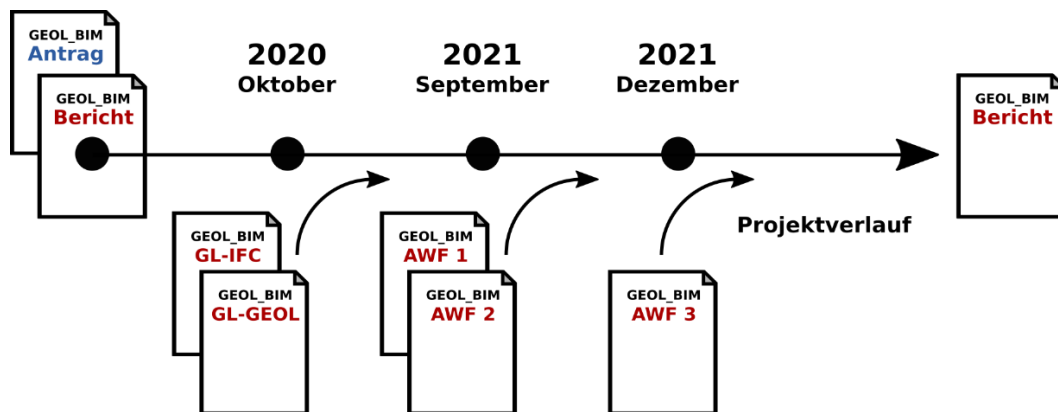 GEOL_BIM
Antrag
GEOL_BIM
Bericht
2020
Oktober
2021
September
2021
Dezember
GEOL_BIM
Bericht
Projektverlauf
GEOL_BIM
GL-IFC
GEOL_BIM
GL-GEOL
GEOL_BIM
AWF 1
GEOL_BIM
AWF 2
GEOL_BIM
AWF 3